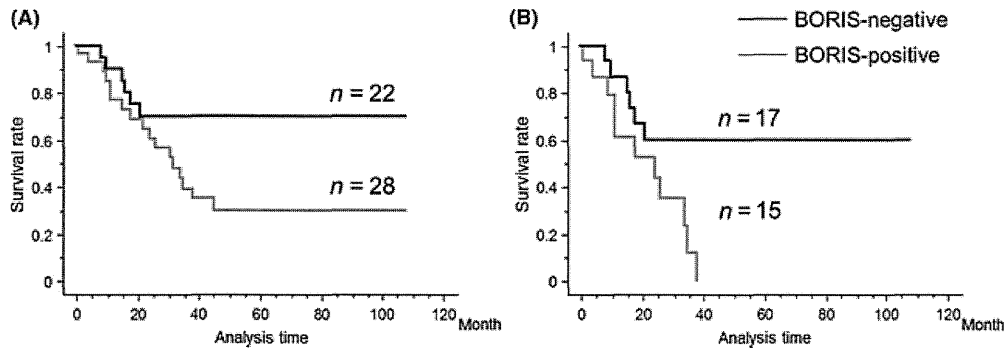 (A)
Survival rate
1
0.8
0.6
0.4
0.2
0
n = 22
n = 28
0 20 40 60 80 100 120 Month
Analysis time
(B)
BORIS-negative
BORIS-positive
Survival rate
1
0.8
0.6
0.4
0.2
0
n = 17
n = 15
0 20 40 60 80 100 120 Month
Analysis time